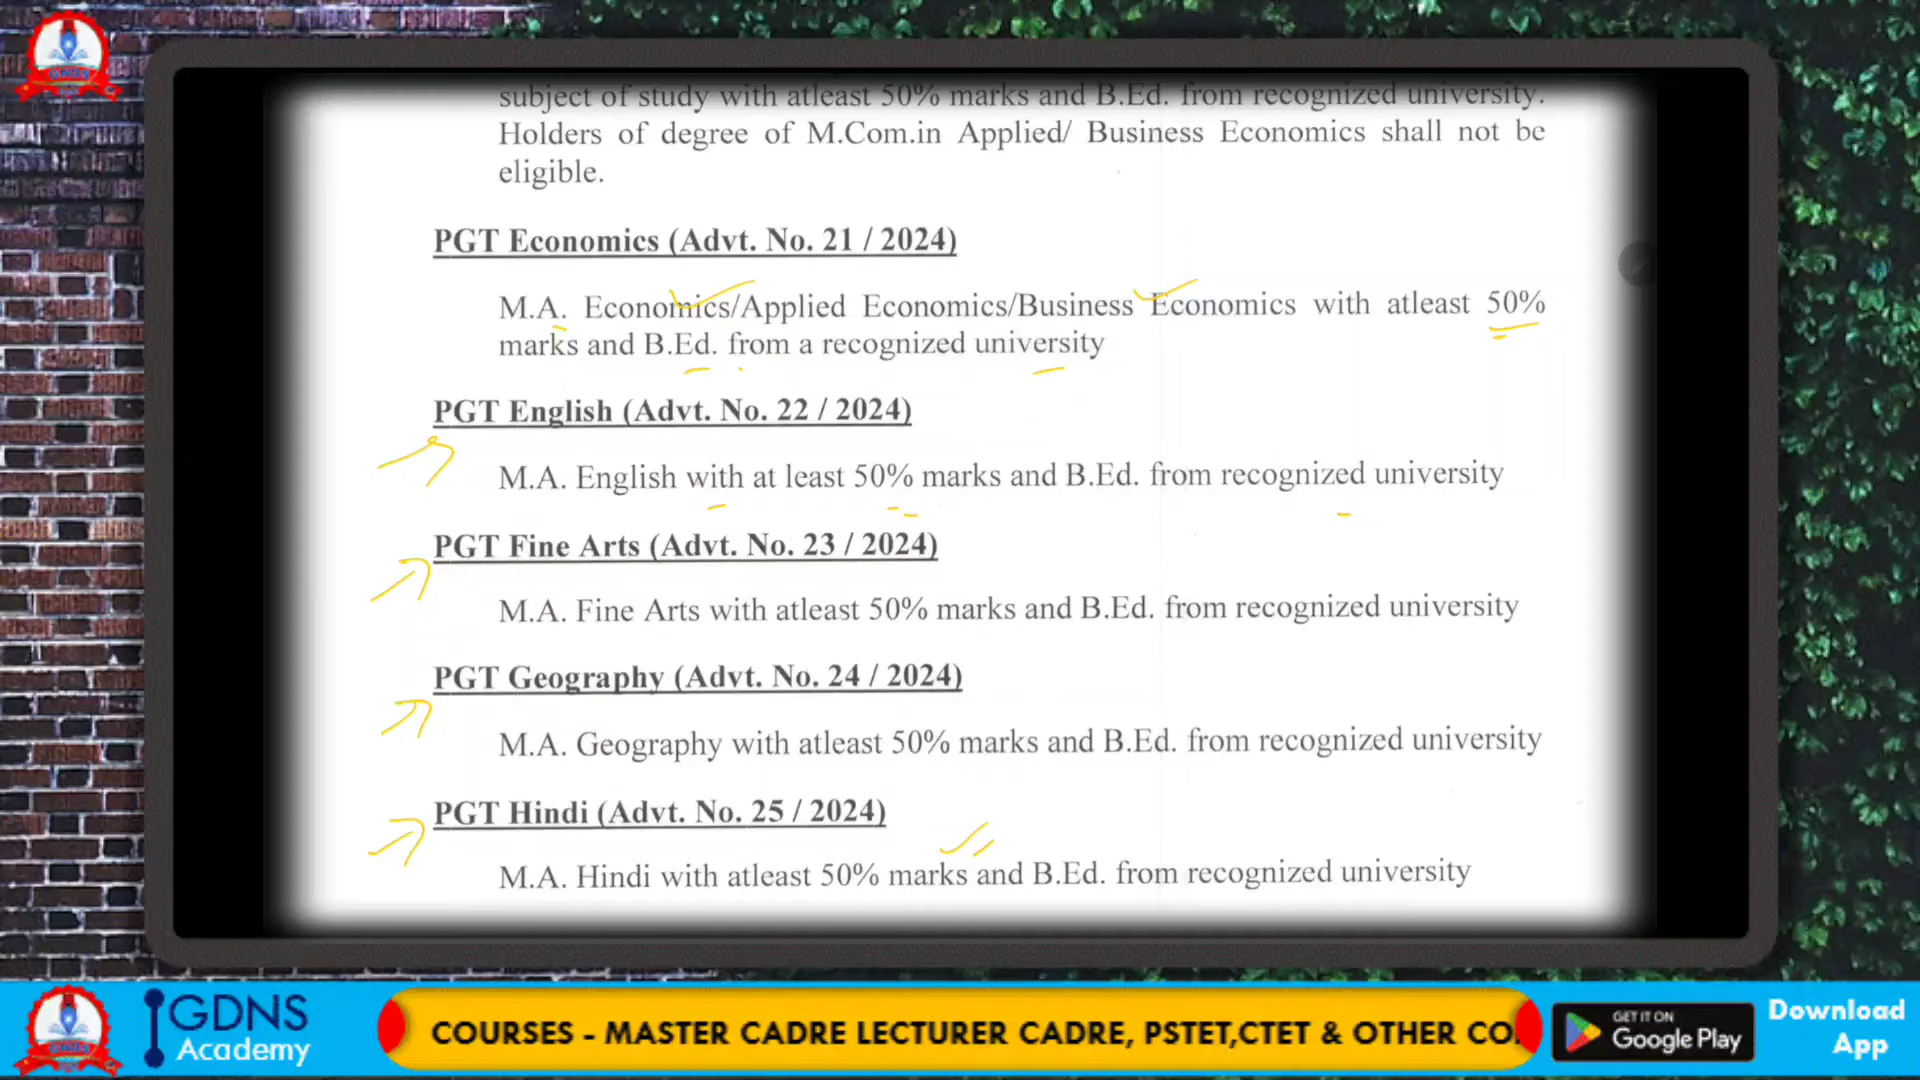 subject of study with atleast 50% marks and B.Ed. from recognized university.
Holders of degree of M.Com.in Applied/ Business Economics shall not be
eligible.
PGT Economics (Advt. No. 21 / 2024)
M.A. Economics/Applied Economics/Business Economics with atleast 50%
marks and B.Ed. from a recognized university
PGT English (Advt. No. 22 / 2024)
M.A. English with at least 50% marks and B.Ed. from recognized university
PGT Fine Arts (Advt. No. 23 / 2024)
M.A. Fine Arts with atleast 50% marks and B.Ed. from recognized university
PGT Geography (Advt. No. 24 / 2024)
M.A. Geography with atleast 50% marks and B.Ed. from recognized university
PGT Hindi (Advt. No. 25 / 2024)
M.A. Hindi with atleast 50% marks and B.Ed. from recognized university
GDNS
Academy
COURSES - MASTER CADRE LECTURER CADRE, PSTET,CTET & OTHER CO
GET IT ON
Google Play
Download
App